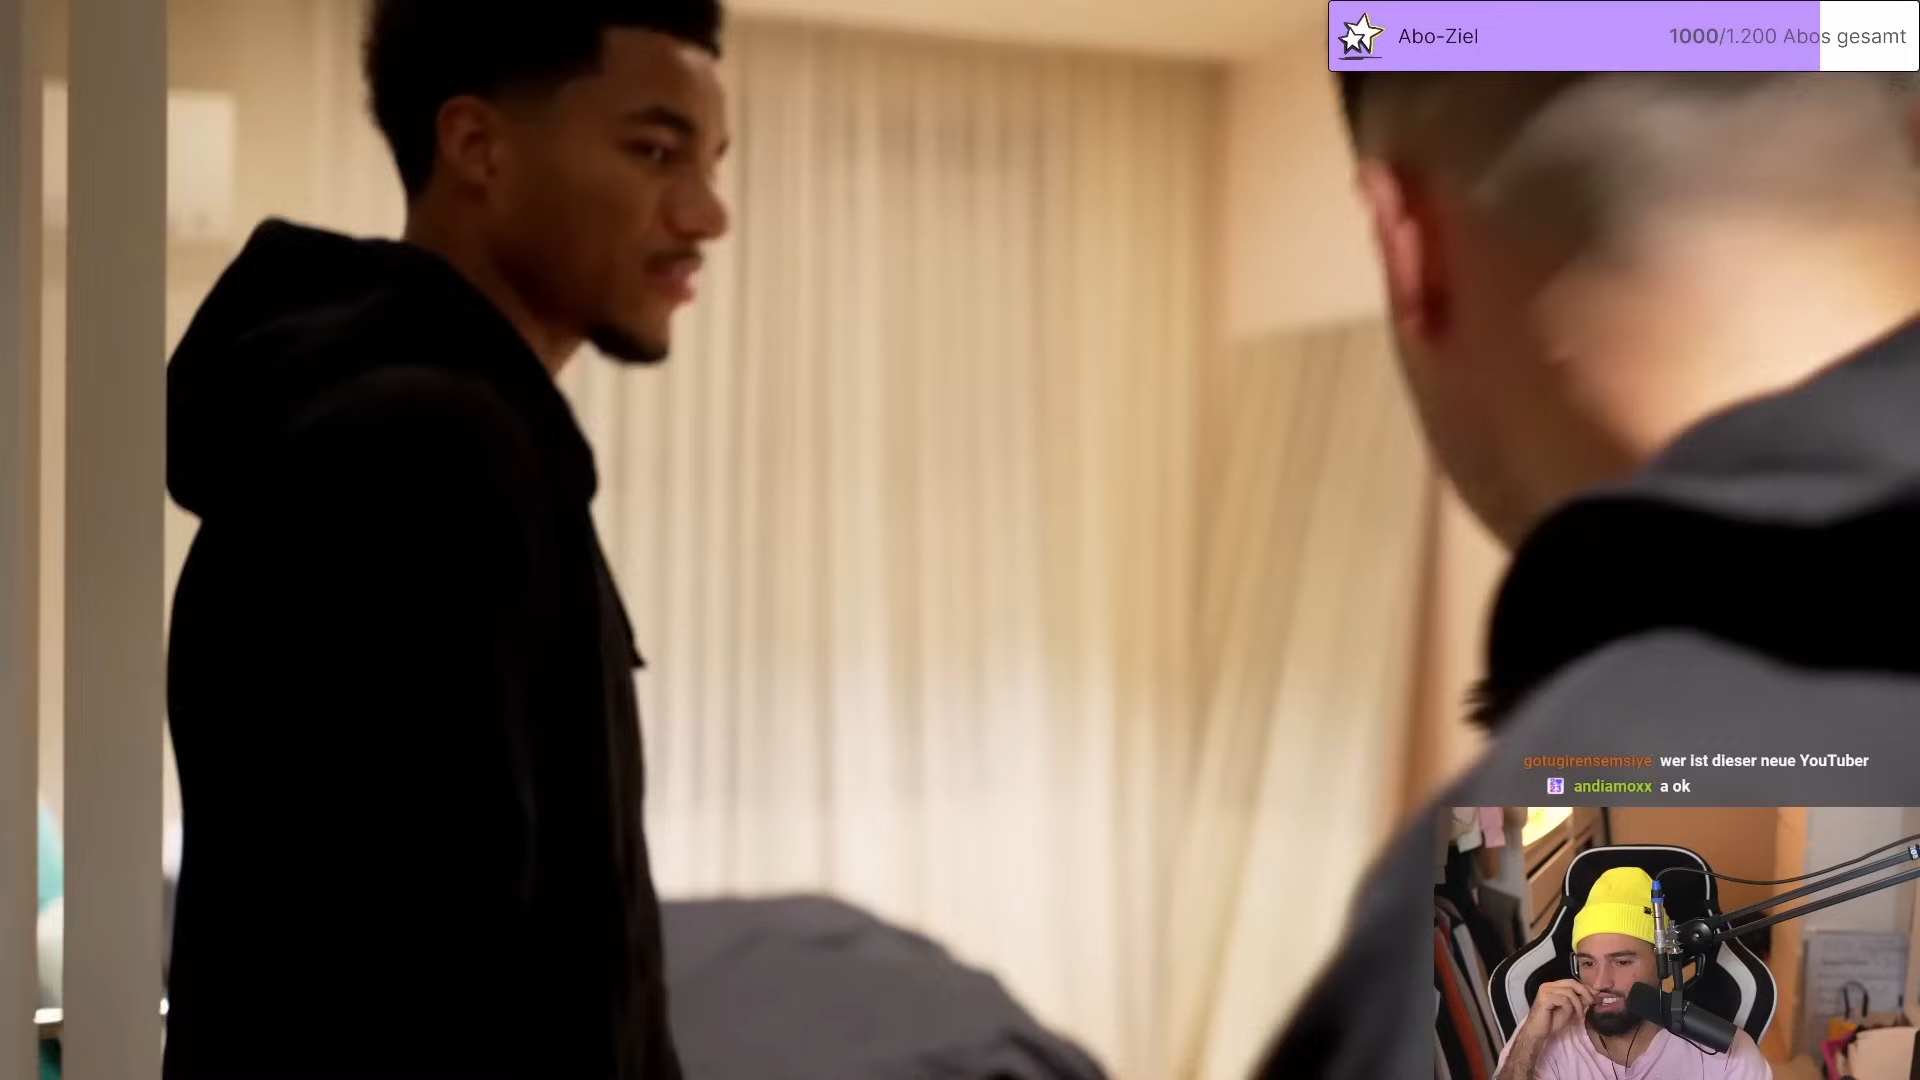 Abo-Ziel 1000/1.200 Abos gesamt
gotugirensemsiye wer ist dieser neue YouTuber
andiamoxx a ok